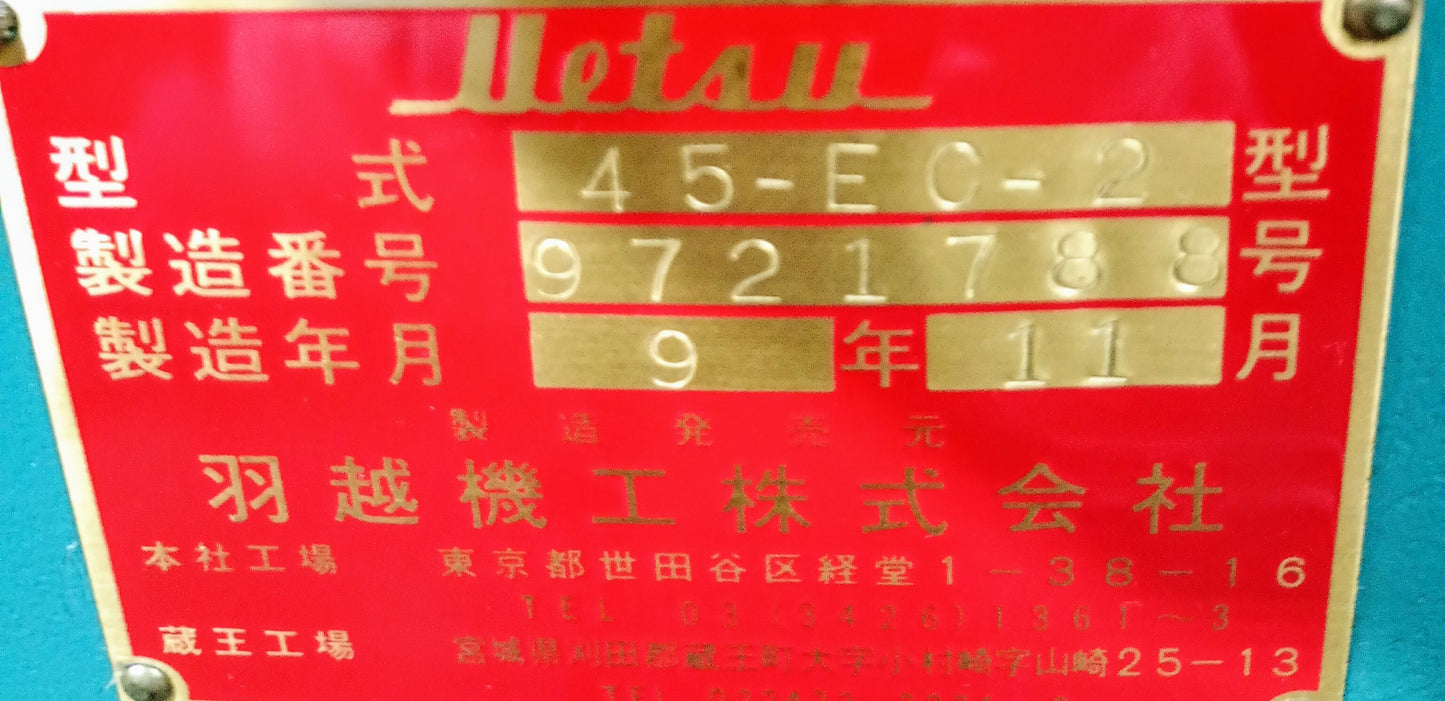 Uetsu
型式 45-EC-2 型
製造番号 9721788 号
製造年月 9 年 11 月
製造発売元
羽越機工株式会社
本社工場 東京都世田谷区経堂1-38-16
TEL 03(3426)1361~3
蔵王工場 宮城県刈田郡蔵王町大字小村崎字山崎25-13
TEL